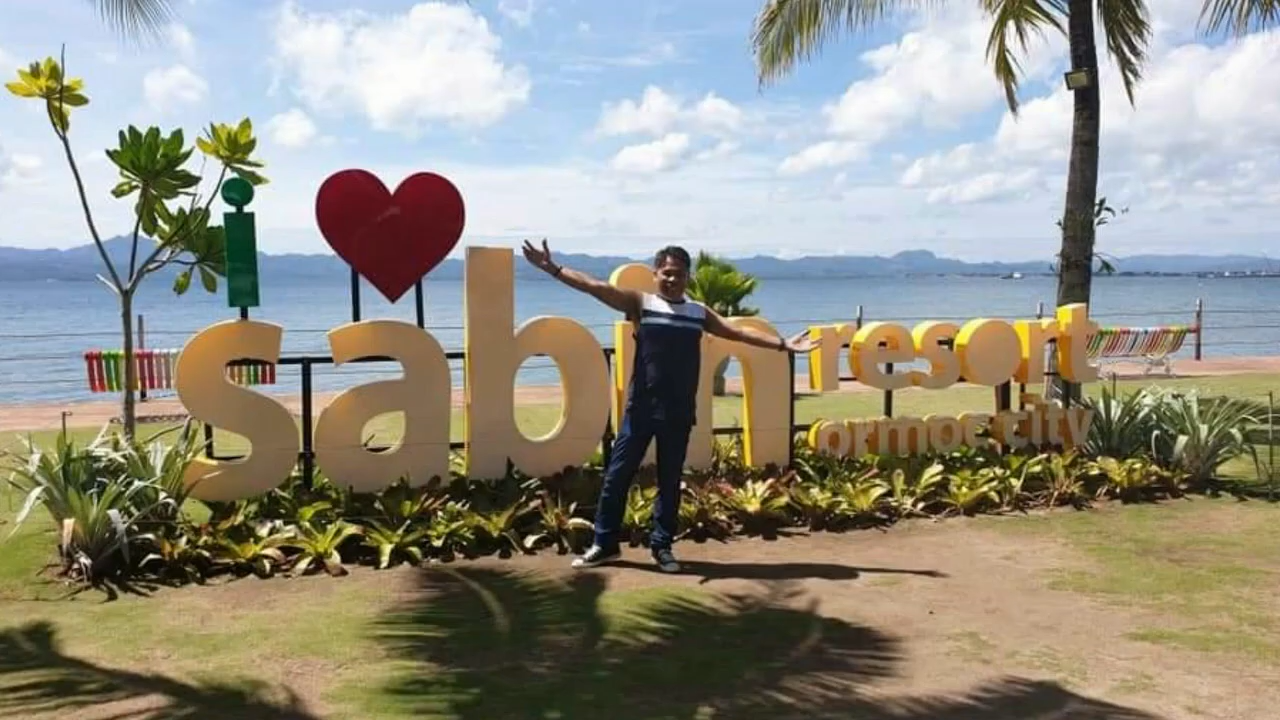 i ♥
sabin resort
ormoc city